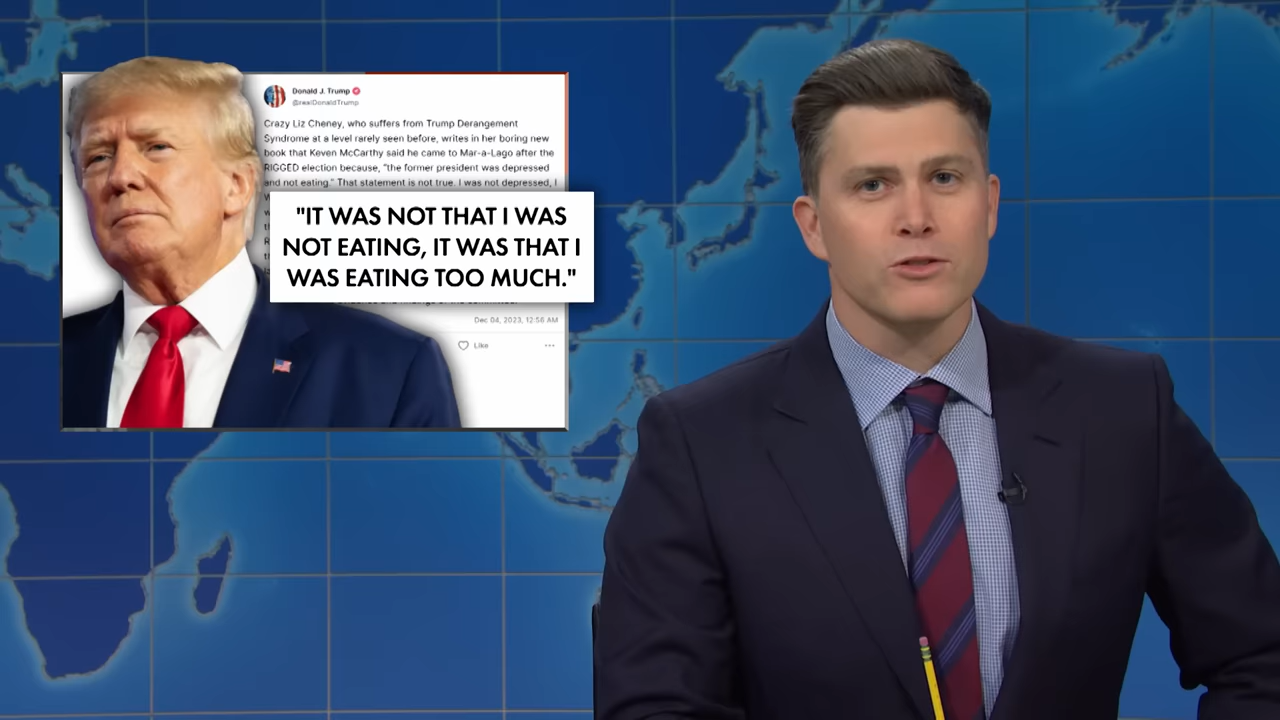 Donald J. Trump
@realDonaldTrump
Crazy Liz Cheney, who suffers from Trump Derangement
Syndrome at a level rarely seen before, writes in her boring new
book that Keven McCarthy said he came to Mar-a-Lago after the
RIGGED election because, "the former president was depressed
and not eating." That statement is not true. I was not depressed, I
"IT WAS NOT THAT I WAS
NOT EATING, IT WAS THAT I
WAS EATING TOO MUCH."
Dec 04, 2023, 12:56 AM
Like